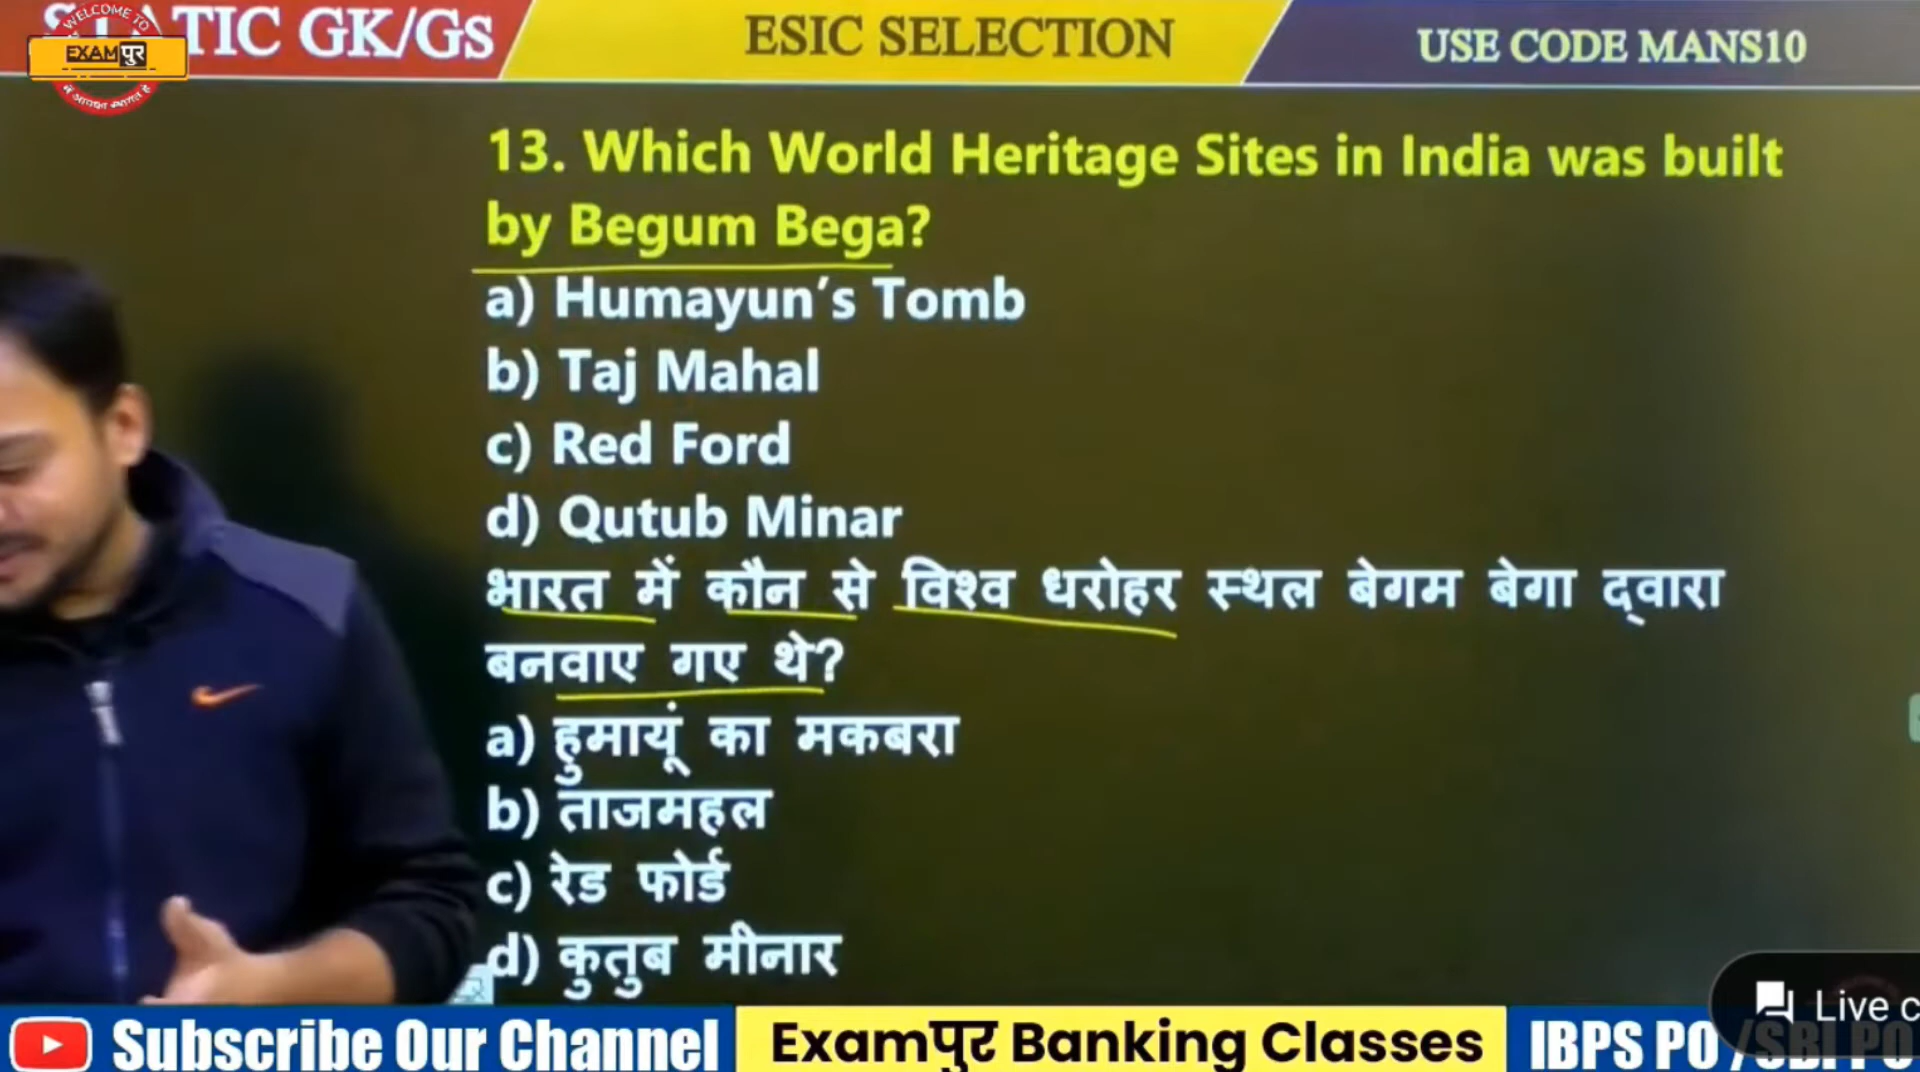 WELCOME TO
EXAMपुर
में आपका स्वागत है
TIC GK/Gs
ESIC SELECTION
USE CODE MANS10
13. Which World Heritage Sites in India was built
by Begum Bega?
a) Humayun’s Tomb
b) Taj Mahal
c) Red Ford
d) Qutub Minar
भारत में कौन से विश्व धरोहर स्थल बेगम बेगा द्वारा
बनवाए गए थे?
a) हुमायूं का मकबरा
b) ताजमहल
c) रेड फोर्ड
d) कुतुब मीनार
Subscribe Our Channel
Examपुर Banking Classes
IBPS PO / SBI PO
Live c